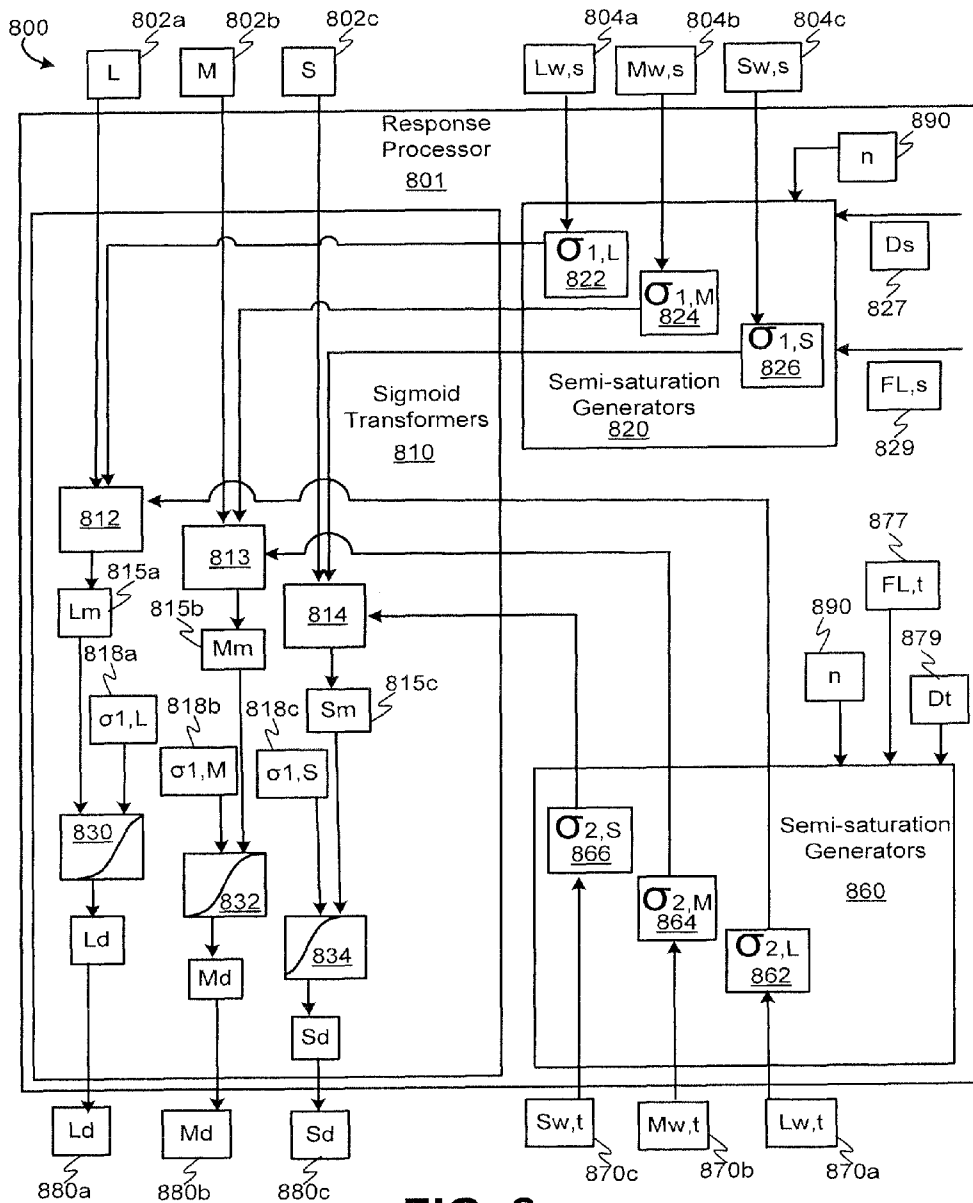 800
802a
802b
802c
804a
804b
804c
L
M
S
Lw,s
Mw,s
Sw,s
Response
Processor
801
890
n
σ1,L
822
σ1,M
824
σ1,S
826
Ds
827
FL,s
829
Semi-saturation
Generators
820
Sigmoid
Transformers
810
812
813
814
815a
Lm
815b
Mm
815c
Sm
818a
σ1,L
818b
σ1,M
818c
σ1,S
877
FL,t
890
n
879
Dt
830
832
834
Ld
Md
Sd
σ2,S
866
σ2,M
864
σ2,L
862
Semi-saturation
Generators
860
Ld
Md
Sd
880a
880b
880c
Sw,t
Mw,t
Lw,t
870c
870b
870a